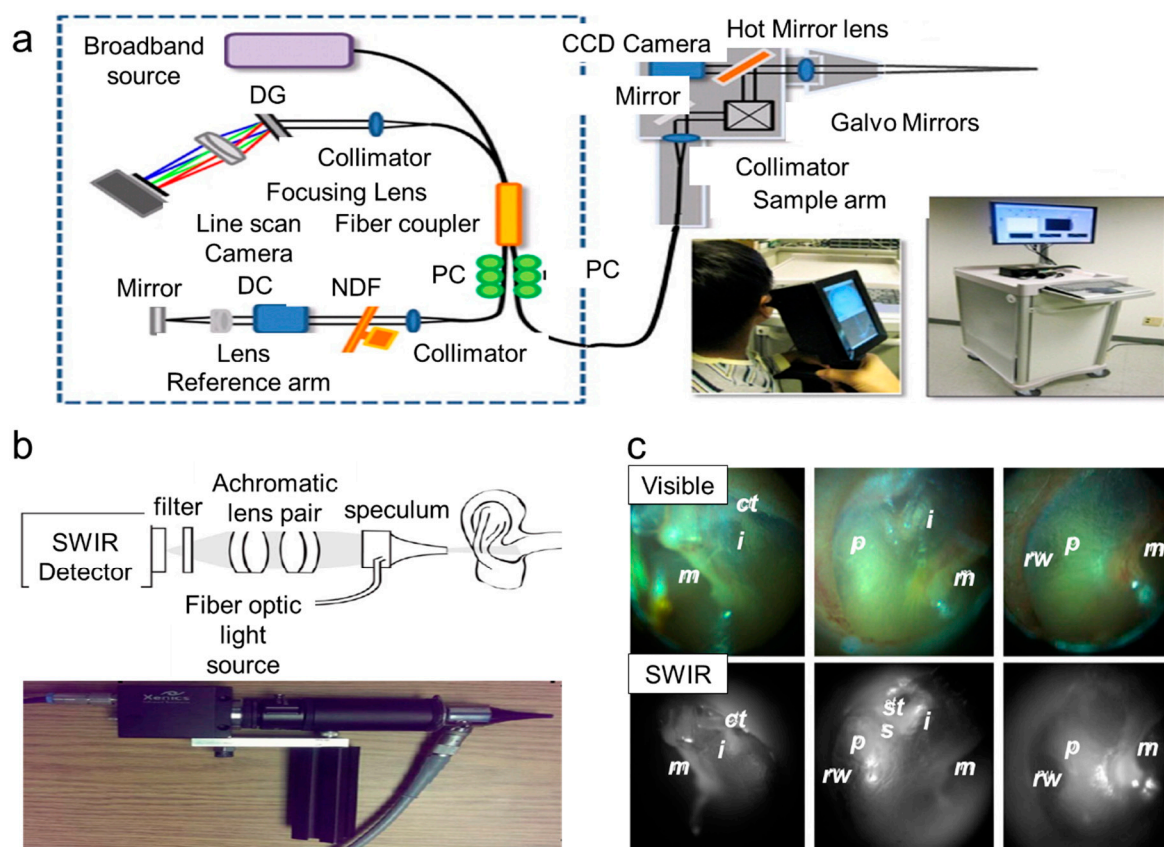 a
Broadband
source
DG
Collimator
Focusing Lens
Line scan
Camera
Fiber coupler
PC
PC
Mirror
DC
NDF
Lens
Collimator
Reference arm
CCD Camera
Hot Mirror lens
Mirror
Galvo Mirrors
Collimator
Sample arm
b
filter
Achromatic
lens pair
speculum
SWIR
Detector
Fiber optic
light
source
Xenics
c
Visible
ct
i
m
i
p
m
rw
p
m
SWIR
ct
i
m
st
s
i
p
rw
m
p
m
rw